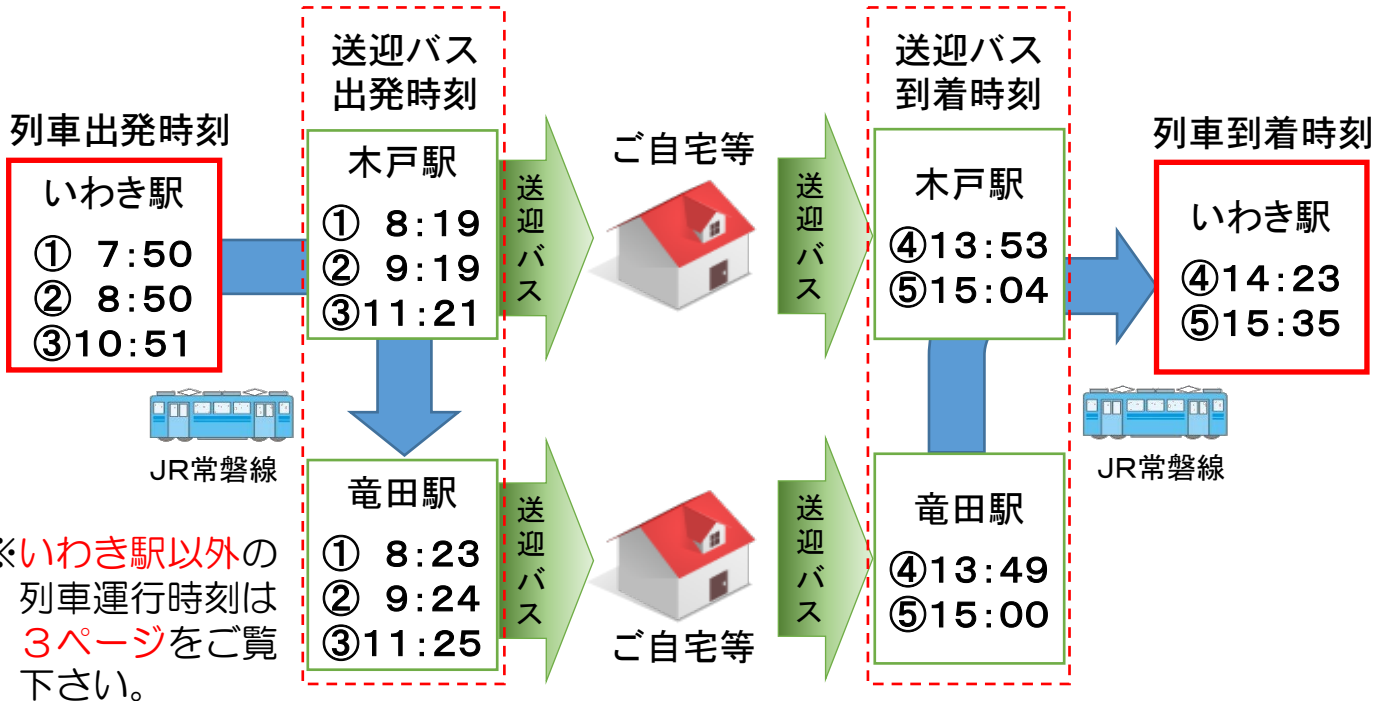 列車出発時刻
いわき駅
① 7:50
② 8:50
③10:51
JR常磐線
※いわき駅以外の
列車運行時刻は
3ページをご覧
下さい。
送迎バス
出発時刻
木戸駅
① 8:19
② 9:19
③11:21
竜田駅
① 8:23
② 9:24
③11:25
送迎バス
ご自宅等
送迎バス
送迎バス
ご自宅等
送迎バス
送迎バス
到着時刻
木戸駅
④13:53
⑤15:04
竜田駅
④13:49
⑤15:00
列車到着時刻
いわき駅
④14:23
⑤15:35
JR常磐線